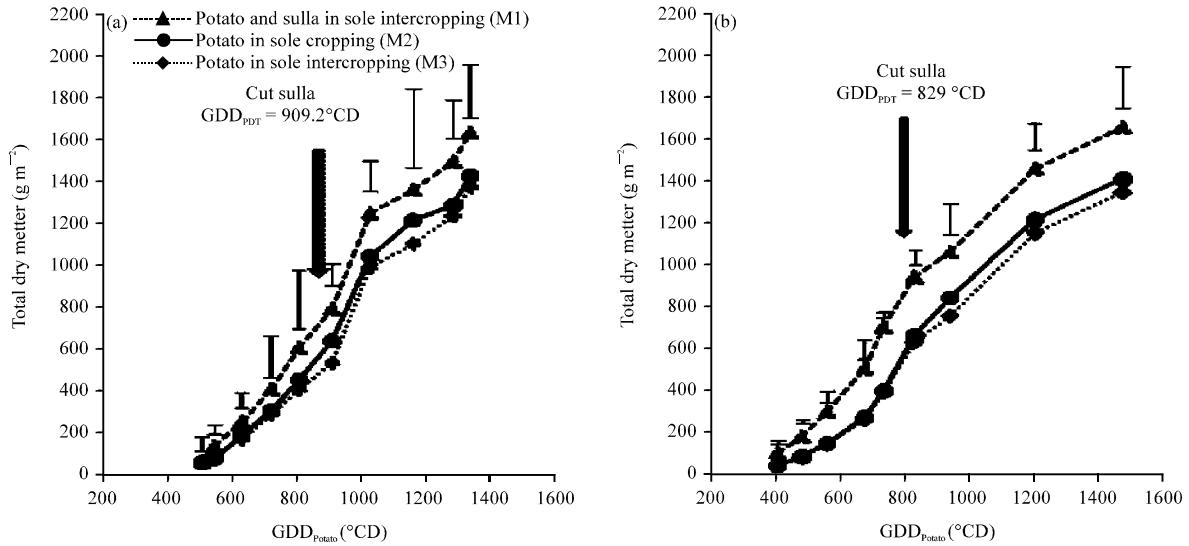 (a)
Potato and sulla in sole intercropping (M1)
Potato in sole cropping (M2)
Potato in sole intercropping (M3)
Cut sulla
GDD_PDT = 909.2°CD
Total dry metter (g m⁻²)
2200
2000
1800
1600
1400
1200
1000
800
600
400
200
0
200 400 600 800 1000 1200 1400 1600
GDD_Potato (°CD)
(b)
Cut sulla
GDD_PDT = 829 °CD
Total dry metter (g m⁻²)
2200
2000
1800
1600
1400
1200
1000
800
600
400
200
0
200 400 600 800 1000 1200 1400 1600
GDD_Potato (°CD)